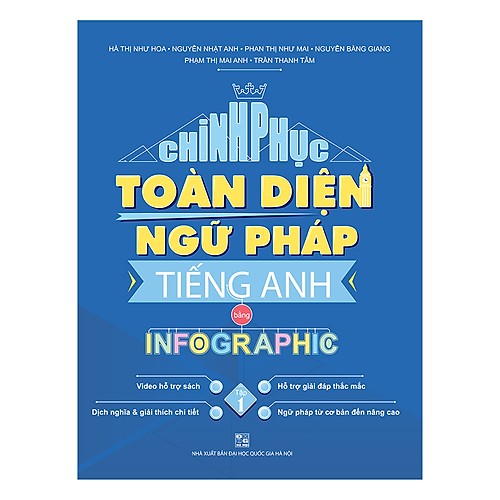 HÀ THỊ NHƯ HOA • NGUYỄN NHẬT ANH • PHAN THỊ NHƯ MAI • NGUYỄN BẰNG GIANG
PHẠM THỊ MAI ANH • TRẦN THANH TÂM
CHINH PHỤC
TOÀN DIỆN
NGỮ PHÁP
TIẾNG ANH
bằng
INFOGRAPHIC
Video hỗ trợ sách
Hỗ trợ giải đáp thắc mắc
Tập
1
Dịch nghĩa & giải thích chi tiết
Ngữ pháp từ cơ bản đến nâng cao
NHÀ XUẤT BẢN ĐẠI HỌC QUỐC GIA HÀ NỘI